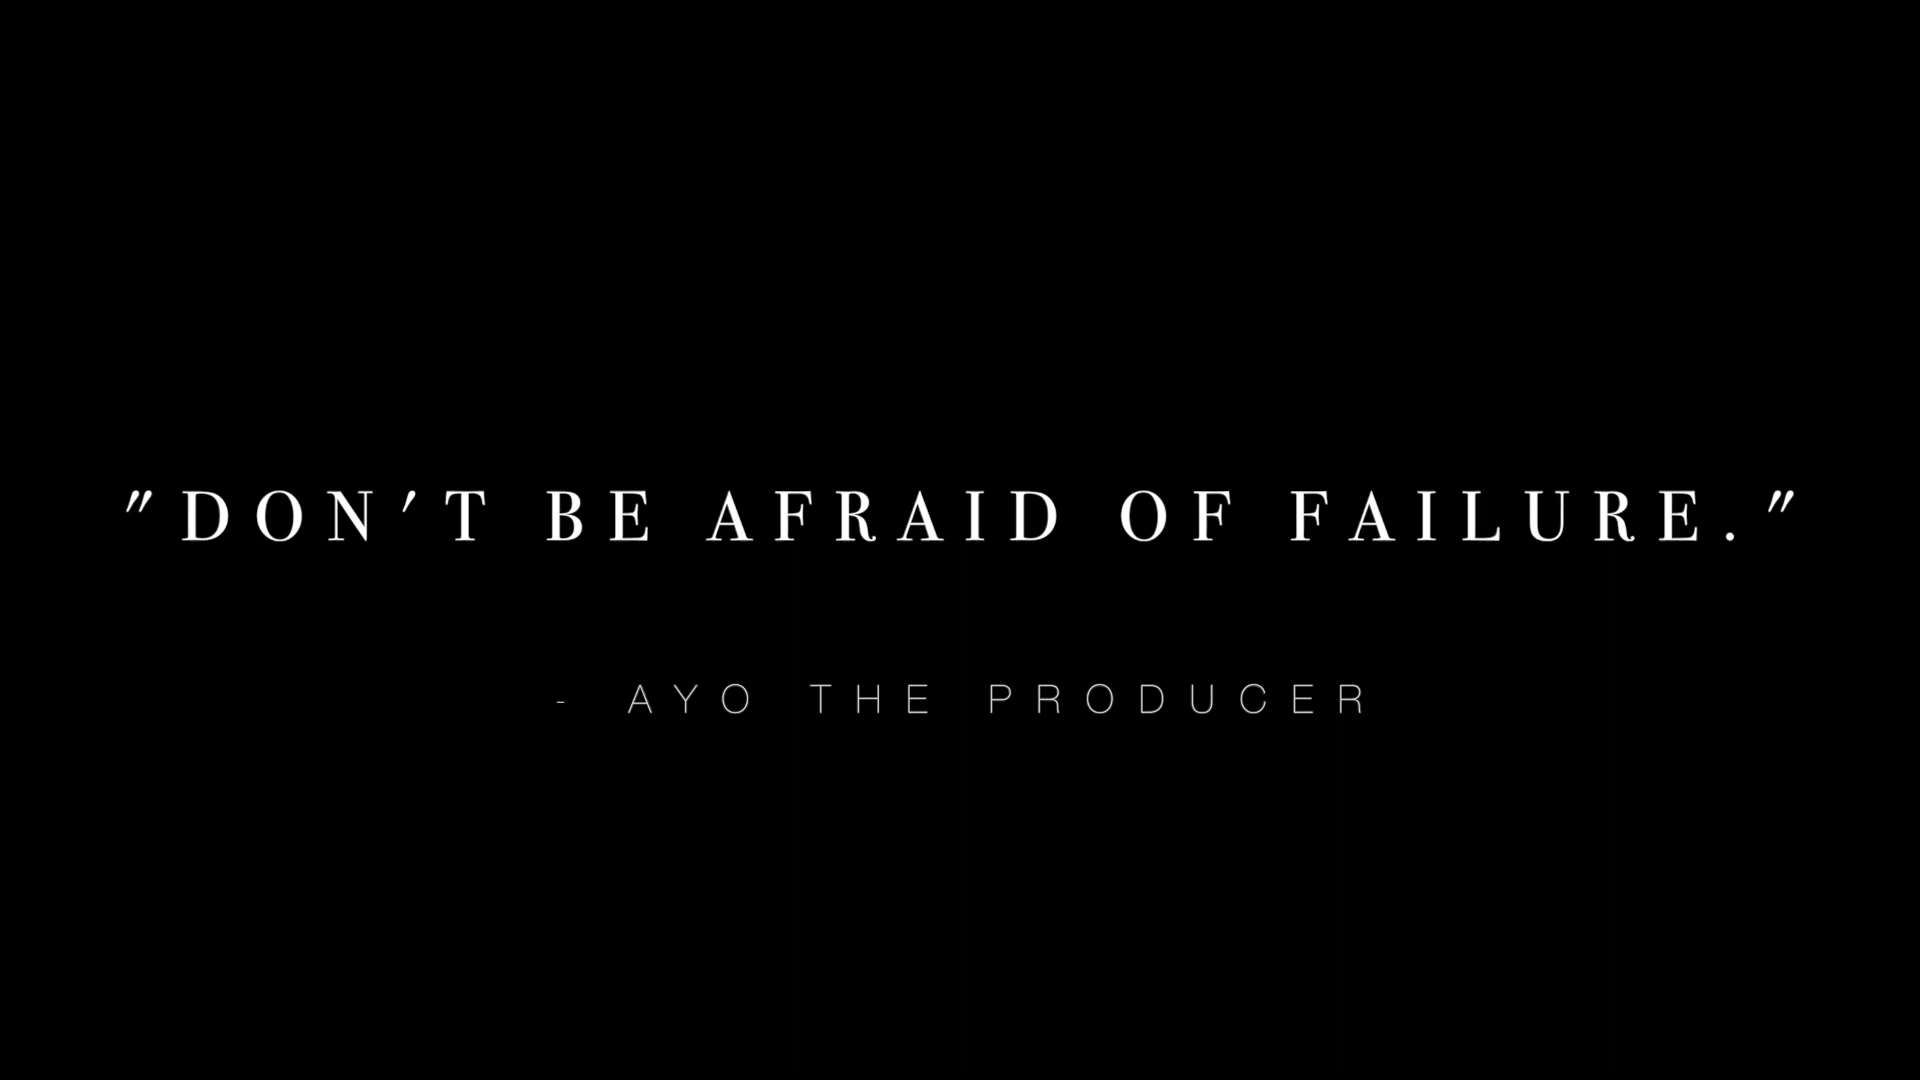 "DON'T BE AFRAID OF FAILURE."
- AYO THE PRODUCER